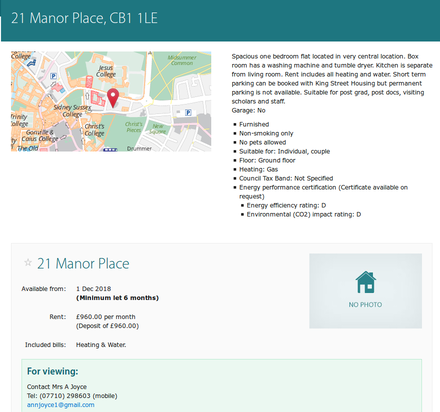 21 Manor Place, CB1 1LE
Midsummer
Common
Jesus
College
P
Sidney Sussex
College
Trinity
College
Christ's
College
Christ's
Pieces
New
Square
P
Gonville &
Caius College
The Old
Drummer
Spacious one bedroom flat located in very central location. Box
room has a washing machine and tumble dryer. Kitchen is separate
from living room. Rent includes all heating and water. Short term
parking can be booked with King Street Housing but permanent
parking is not available. Suitable for post grad, post docs, visiting
scholars and staff.
Garage: No
Furnished
Non-smoking only
No pets allowed
Suitable for: Individual, couple
Floor: Ground floor
Heating: Gas
Council Tax Band: Not Specified
Energy performance certification (Certificate available on
request)
Energy efficiency rating: D
Environmental (CO2) impact rating: D
21 Manor Place
Available from: 1 Dec 2018
(Minimum let 6 months)
Rent: £960.00 per month
(Deposit of £960.00)
Included bills: Heating & Water.
NO PHOTO
For viewing:
Contact Mrs A Joyce
Tel: (07710) 298603 (mobile)
annjoyce1@gmail.com